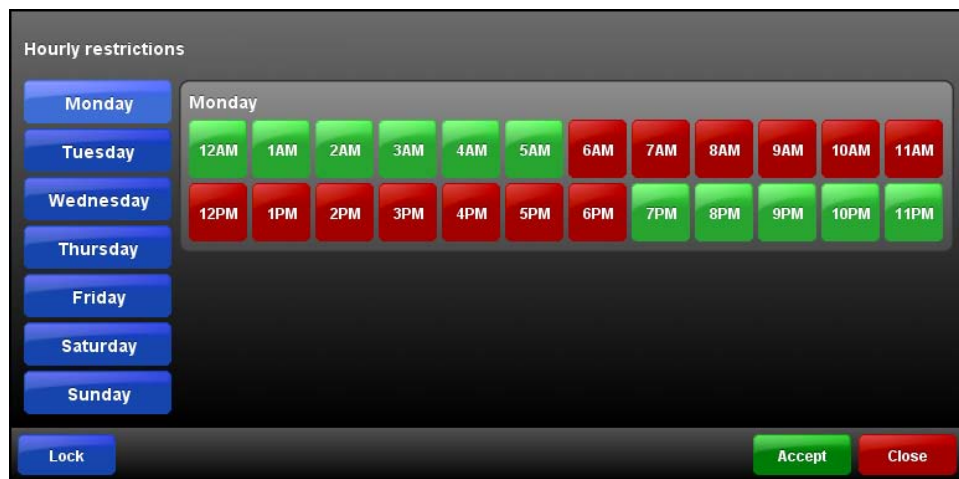 Hourly restrictions
Monday
Monday
Tuesday
12AM 1AM 2AM 3AM 4AM 5AM 6AM 7AM 8AM 9AM 10AM 11AM
Wednesday
12PM 1PM 2PM 3PM 4PM 5PM 6PM 7PM 8PM 9PM 10PM 11PM
Thursday
Friday
Saturday
Sunday
Lock
Accept
Close